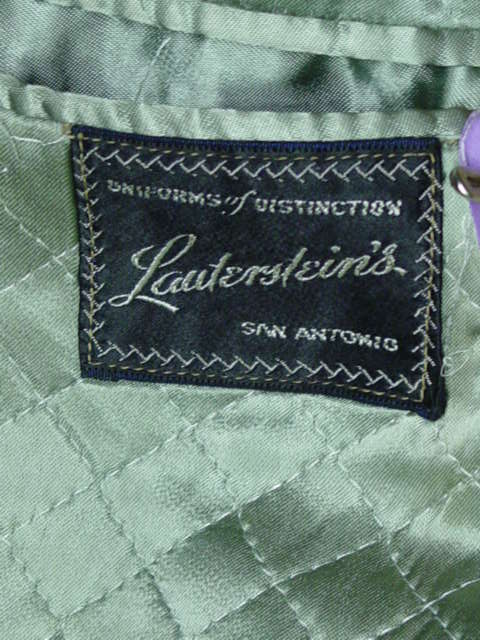 UNIFORMS of DISTINCTION
Lauterstein's
SAN ANTONIO